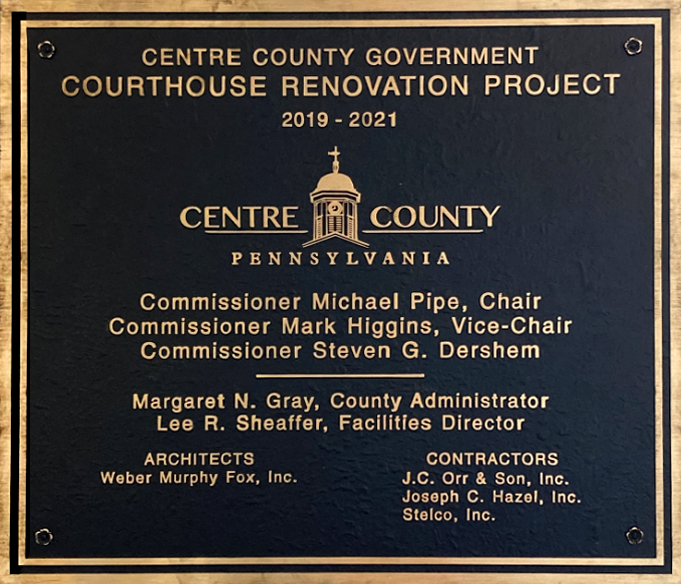 CENTRE COUNTY GOVERNMENT
COURTHOUSE RENOVATION PROJECT
2019 - 2021
CENTRE COUNTY
PENNSYLVANIA
Commissioner Michael Pipe, Chair
Commissioner Mark Higgins, Vice-Chair
Commissioner Steven G. Dershem
Margaret N. Gray, County Administrator
Lee R. Sheaffer, Facilities Director
ARCHITECTS
Weber Murphy Fox, Inc.
CONTRACTORS
J.C. Orr & Son, Inc.
Joseph C. Hazel, Inc.
Stelco, Inc.